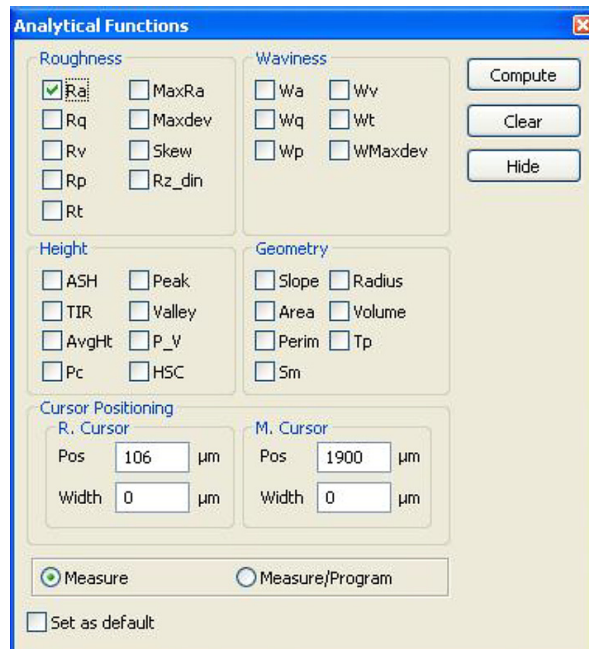 Analytical Functions
Roughness
Ra MaxRa
Rq Maxdev
Rv Skew
Rp Rz_din
Rt
Waviness
Wa Wv
Wq Wt
Wp WMaxdev
Compute
Clear
Hide
Height
ASH Peak
TIR Valley
AvgHt P_V
Pc HSC
Geometry
Slope Radius
Area Volume
Perim Tp
Sm
Cursor Positioning
R. Cursor
Pos 106 µm
Width 0 µm
M. Cursor
Pos 1900 µm
Width 0 µm
Measure Measure/Program
Set as default